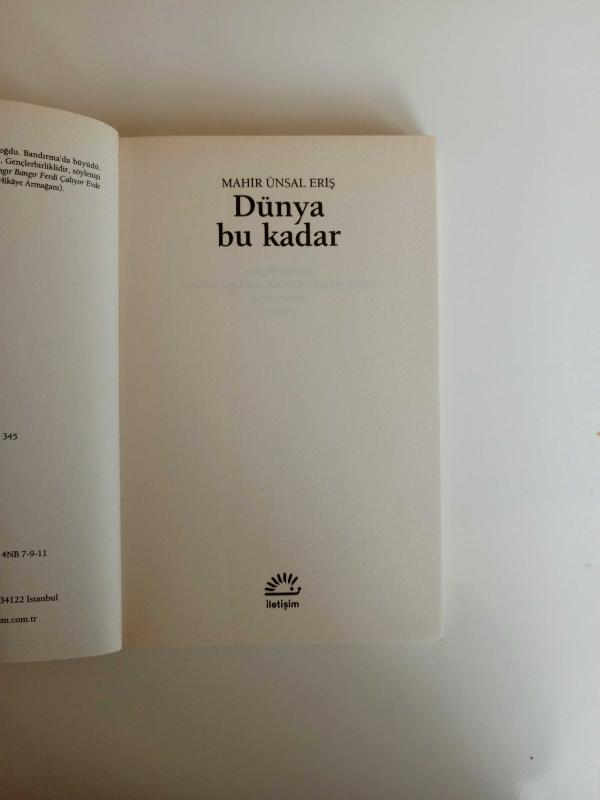 oğdu. Bandırma'da büyüdü.
. Gençlerbirliklidir, söylenişi
ngır Bangır Ferdi Çalıyor Evde
Hikâye Armağanı).
345
4NB 7-9-11
34122 İstanbul
im.com.tr
MAHİR ÜNSAL ERİŞ
Dünya
bu kadar
iletişim